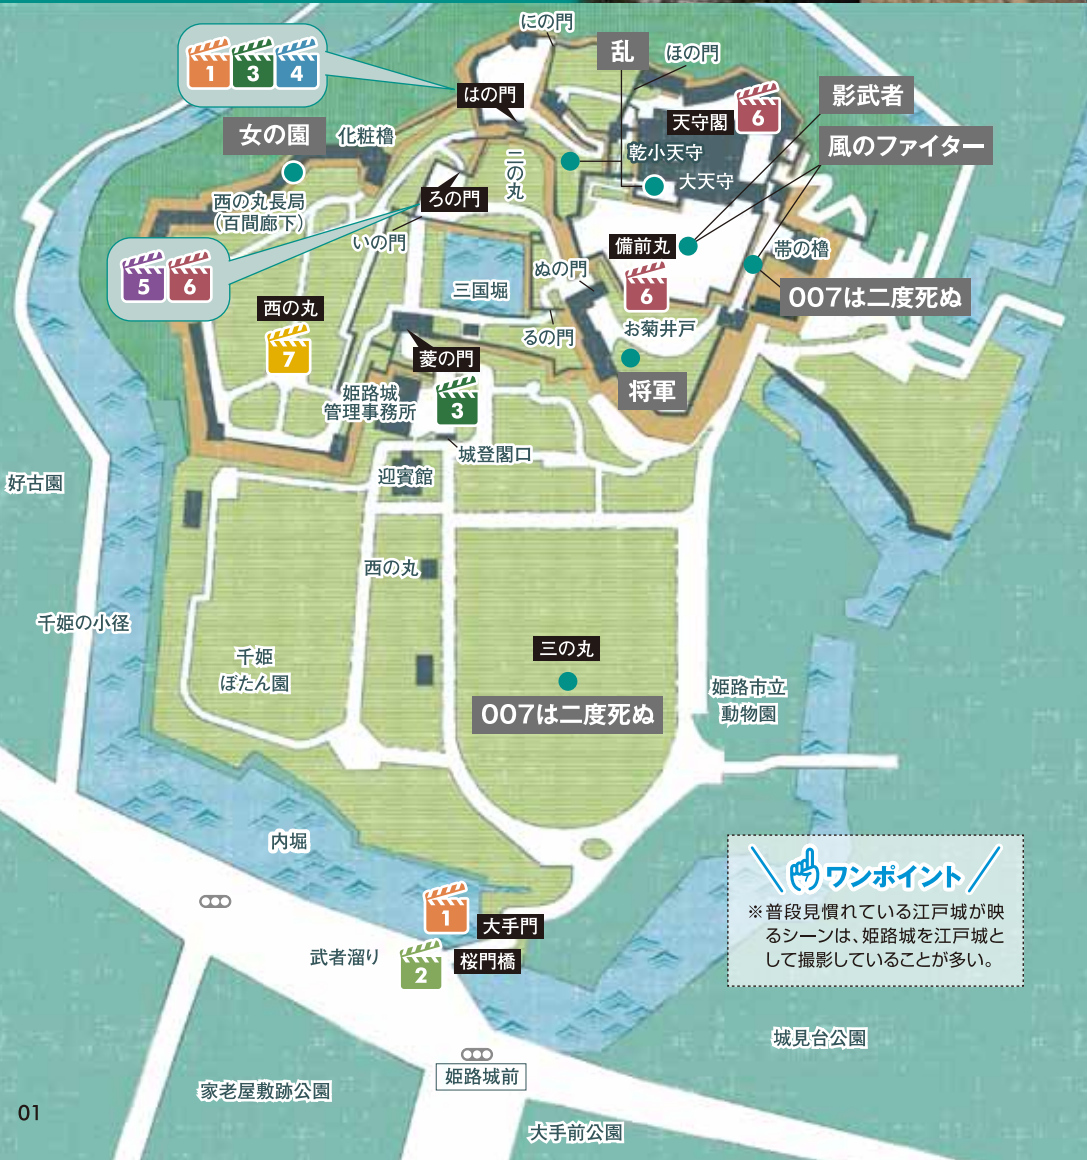 にの門
乱
ほの門
1
3
4
はの門
影武者
6
天守閣
女の園
化粧櫓
風のファイター
二の丸
乾小天守
大天守
西の丸長局
(百間廊下)
ろの門
いの門
備前丸
帯の櫓
5
6
ぬの門
6
007は二度死ぬ
三国堀
西の丸
お菊井戸
るの門
7
菱の門
将軍
姫路城
管理事務所
3
城登閣口
迎賓館
好古園
西の丸
千姫の小径
三の丸
千姫
ぼたん園
007は二度死ぬ
姫路市立
動物園
内堀
ワンポイント
※普段見慣れている江戸城が映
るシーンは、姫路城を江戸城と
して撮影していることが多い。
1
大手門
武者溜り
2
桜門橋
城見台公園
姫路城前
家老屋敷跡公園
01
大手前公園